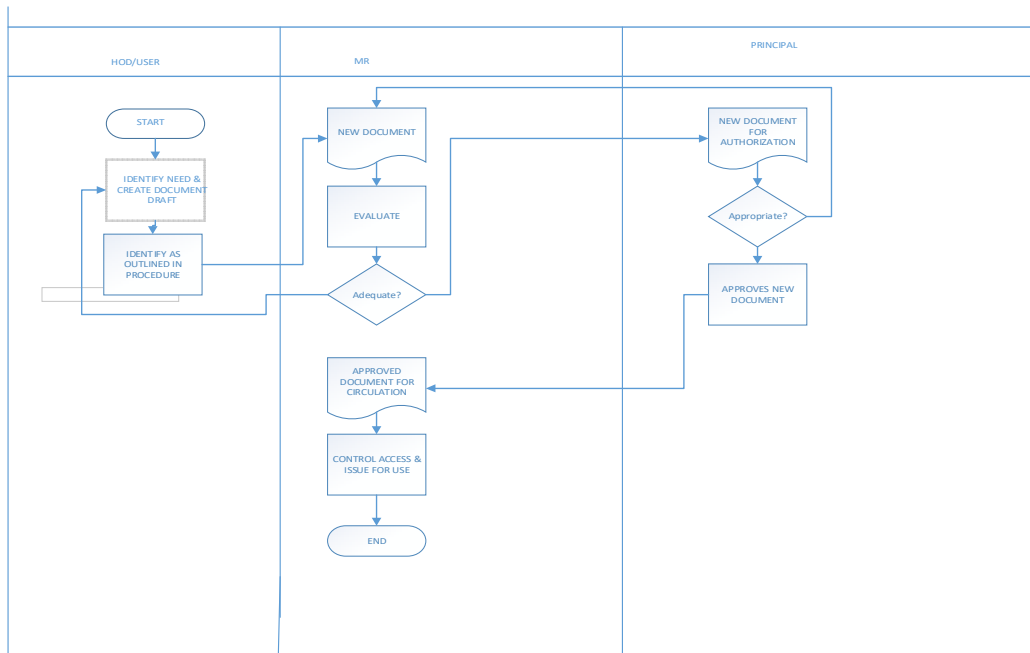 HOD/USER
MR
PRINCIPAL
START
IDENTIFY NEED &
CREATE DOCUMENT
DRAFT
IDENTIFY AS
OUTLINED IN
PROCEDURE
NEW DOCUMENT
EVALUATE
Adequate?
NEW DOCUMENT
FOR
AUTHORIZATION
Appropriate?
APPROVES NEW
DOCUMENT
APPROVED
DOCUMENT FOR
CIRCULATION
CONTROL ACCESS &
ISSUE FOR USE
END